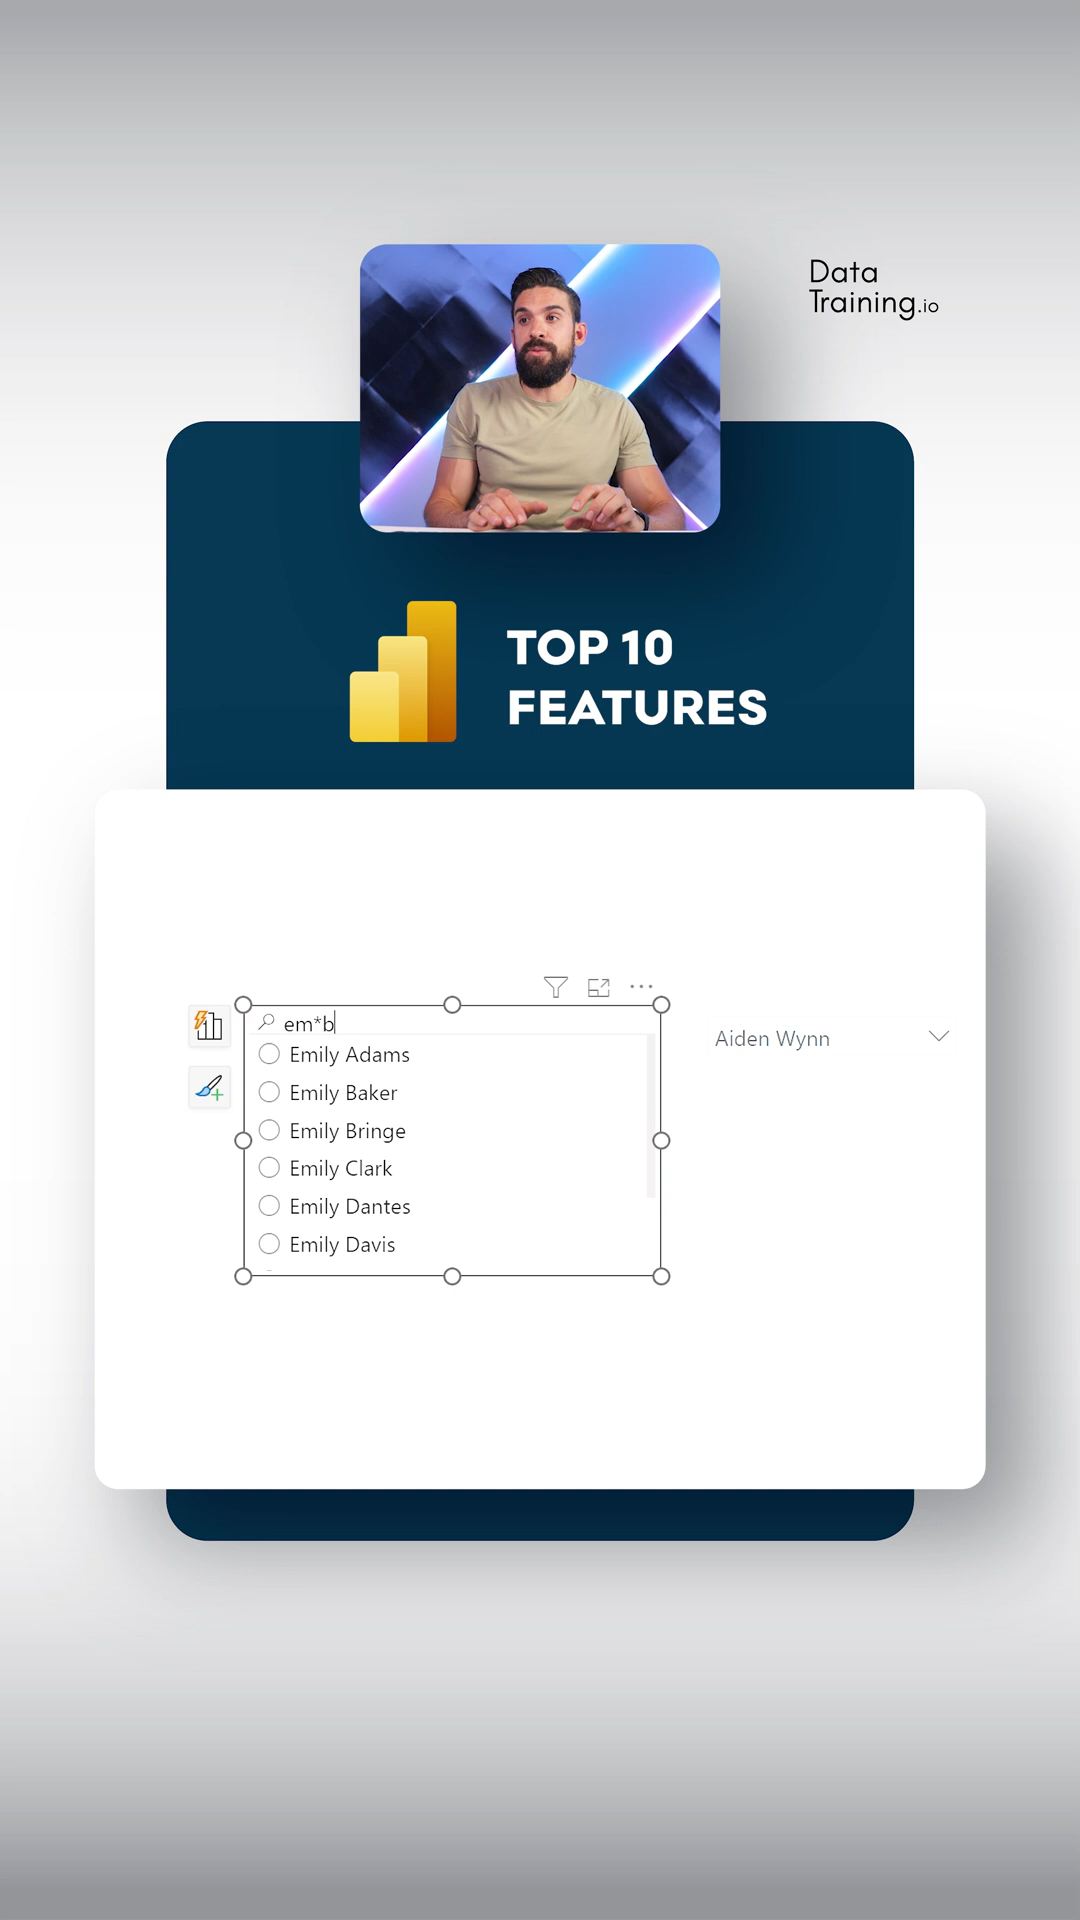 Data
Training.io
TOP 10
FEATURES
em*b
Emily Adams
Emily Baker
Emily Bringe
Emily Clark
Emily Dantes
Emily Davis
Aiden Wynn